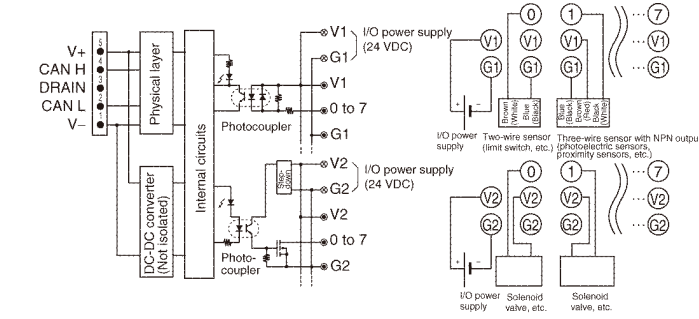 V+
CAN H
DRAIN
CAN L
V−
5
4
3
2
1
Physical layer
DC-DC converter
(Not isolated)
Internal circuits
Photocoupler
V1
G1
I/O power supply
(24 VDC)
V1
0 to 7
G1
Step-
down
V2
G2
I/O power supply
(24 VDC)
V2
0 to 7
G2
Photo-
coupler
0 1 ... 7
V1 V1 V1 ... V1
G1 G1 G1 ... G1
+ −
Brown
(White)
Blue
(Black)
Blue
(Black)
Brown
(Red)
Black
(White)
I/O power
supply
Two-wire sensor
(limit switch, etc.)
Three-wire sensor with NPN outpu
(photoelectric sensors,
proximity sensors, etc.)
0 1 ... 7
V2 V2 V2 ... V2
G2 G2 G2 ... G2
+ −
I/O power
supply
Solenoid
valve, etc.
Solenoid
valve, etc.